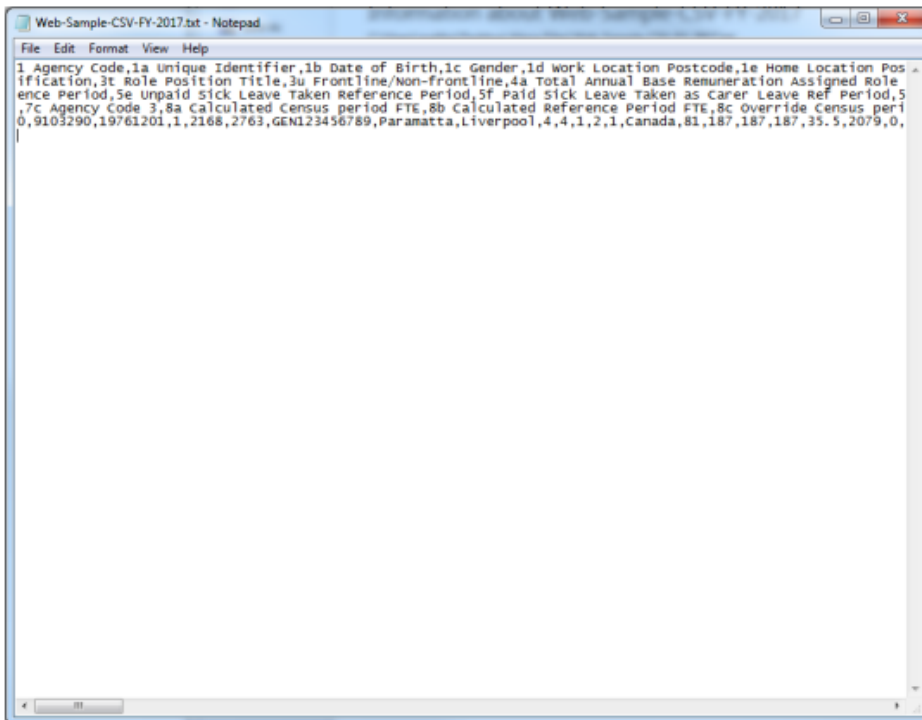 Web-Sample-CSV-FY-2017.txt - Notepad
File Edit Format View Help
1 Agency Code,1a Unique Identifier,1b Date of Birth,1c Gender,1d Work Location Postcode,1e Home Location Pos
ification,3t Role Position Title,3u Frontline/Non-frontline,4a Total Annual Base Remuneration Assigned Role
ence Period,5e Unpaid Sick Leave Taken Reference Period,5f Paid Sick Leave Taken as Carer Leave Ref Period,5
,7c Agency Code 3,8a Calculated Census period FTE,8b Calculated Reference Period FTE,8c Override Census peri
0,9103290,19761201,1,2168,2763,GEN123456789,Paramatta,Liverpool,4,4,1,2,1,Canada,81,187,187,187,35.5,2079,0,